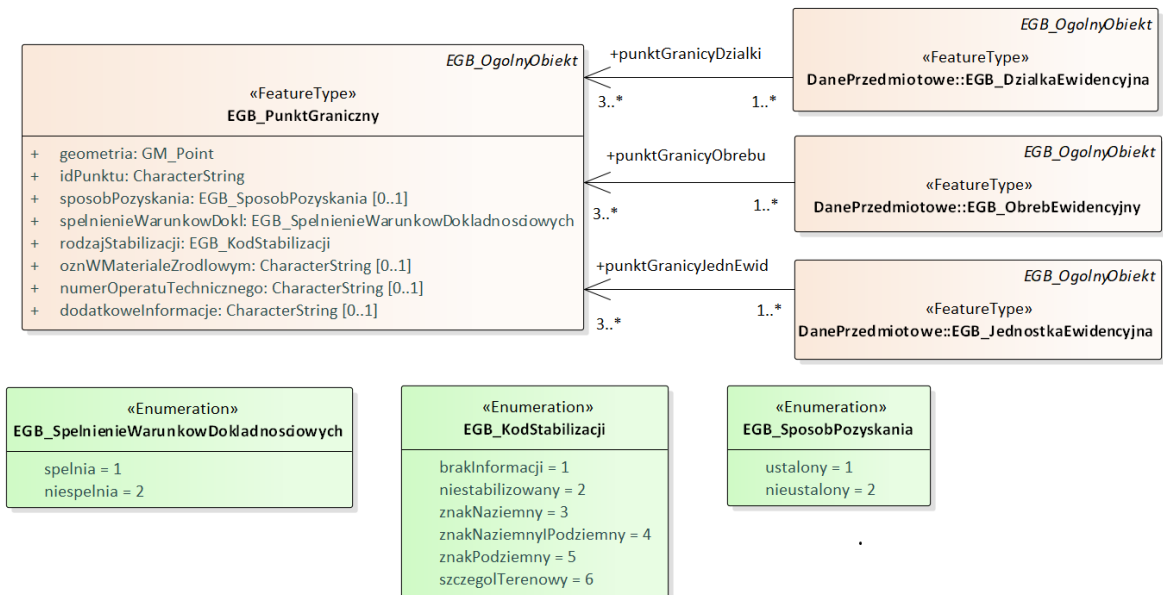 EGB_OgolnyObiekt
«FeatureType»
EGB_PunktGraniczny
+ geometria: GM_Point
+ idPunktu: CharacterString
+ sposobPozyskania: EGB_SposobPozyskania [0..1]
+ spelnienieWarunkowDokl: EGB_SpelnienieWarunkowDokladnosciowych
+ rodzajStabilizacji: EGB_KodStabilizacji
+ oznWMaterialeZrodlowym: CharacterString [0..1]
+ numerOperatuTechnicznego: CharacterString [0..1]
+ dodatkoweInformacje: CharacterString [0..1]
+punktGranicyDzialki
3..* 1..*
EGB_OgolnyObiekt
«FeatureType»
DanePrzedmiotowe::EGB_DzialkaEwidencyjna
+punktGranicyObrebu
3..* 1..*
EGB_OgolnyObiekt
«FeatureType»
DanePrzedmiotowe::EGB_ObrebEwidencyjny
+punktGranicyJednEwid
3..* 1..*
EGB_OgolnyObiekt
«FeatureType»
DanePrzedmiotowe::EGB_JednostkaEwidencyjna
«Enumeration»
EGB_SpelnienieWarunkowDokladnosciowych
spelnia = 1
niespelnia = 2
«Enumeration»
EGB_KodStabilizacji
brakInformacji = 1
niestabilizowany = 2
znakNaziemny = 3
znakNaziemnyIPodziemny = 4
znakPodziemny = 5
szczegolTerenowy = 6
«Enumeration»
EGB_SposobPozyskania
ustalony = 1
nieustalony = 2
.